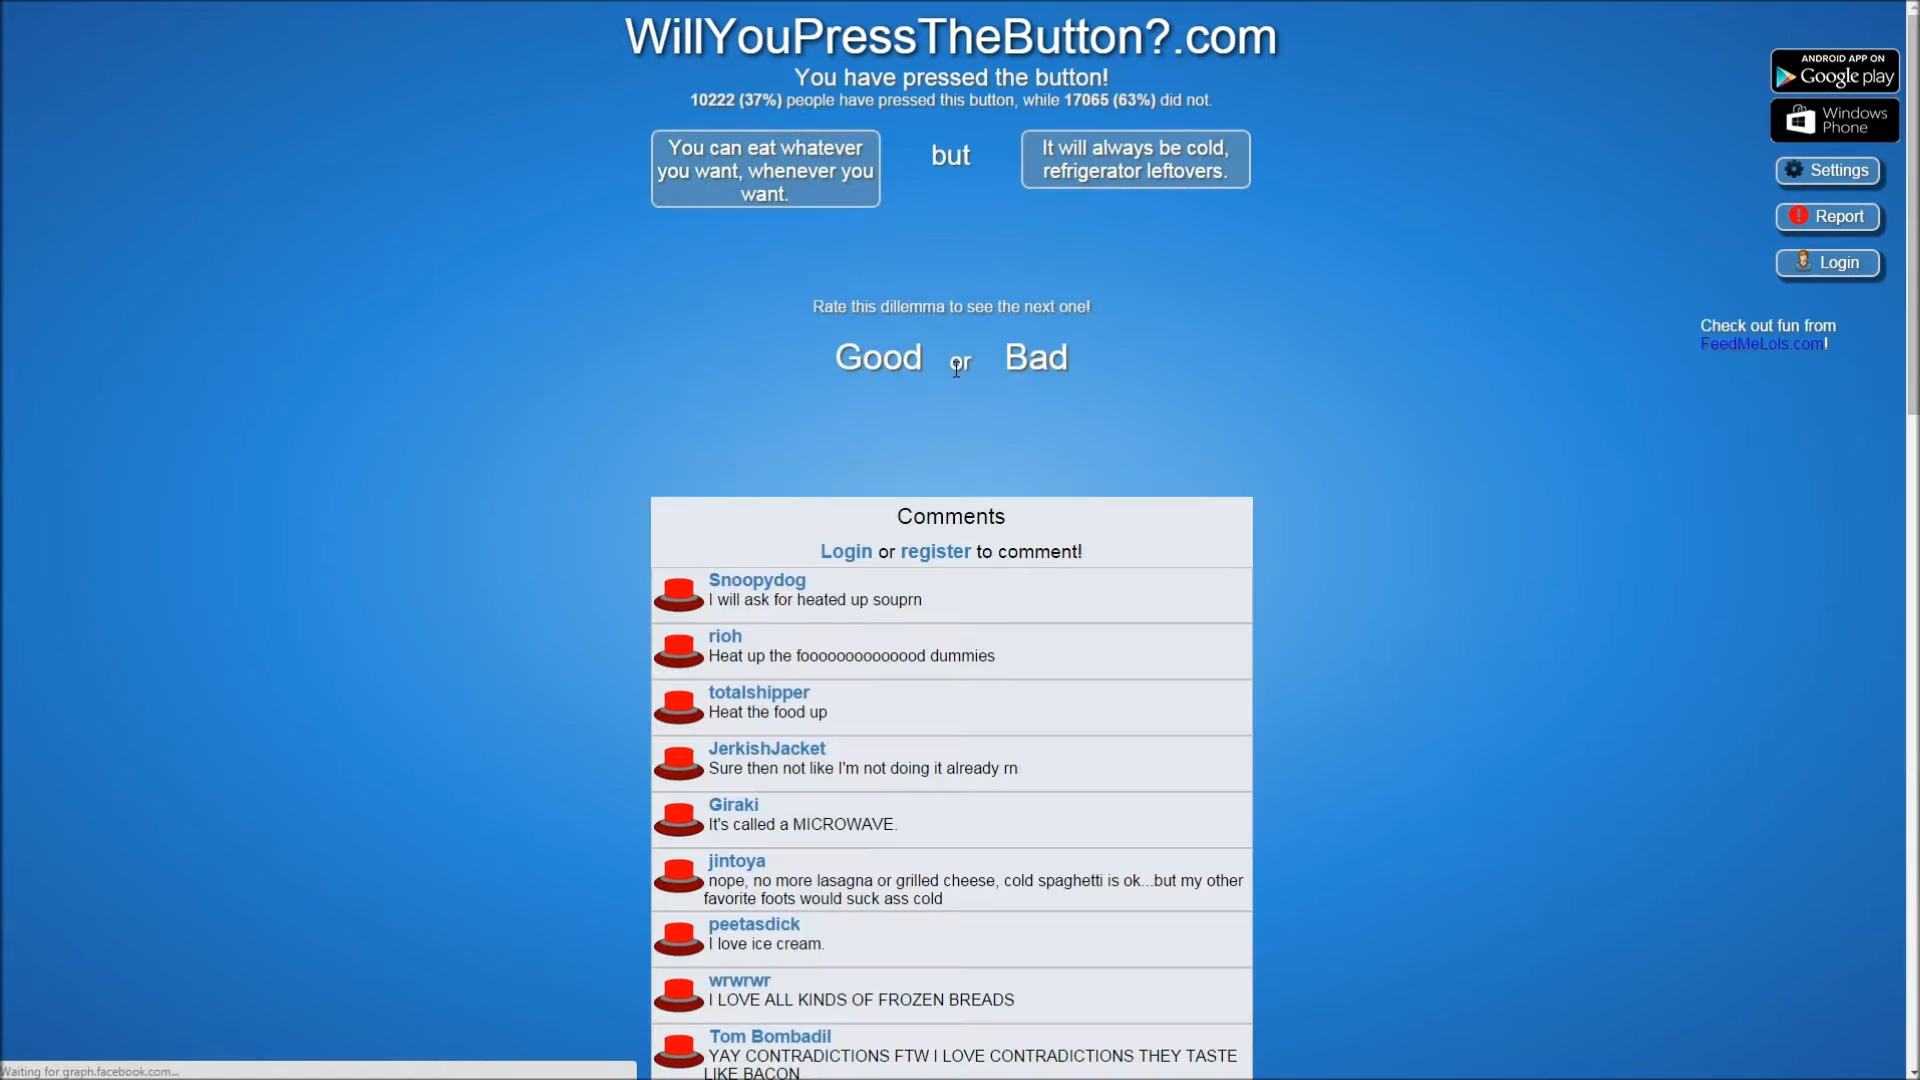 WillYouPressTheButton?.com
You have pressed the button!
10222 (37%) people have pressed this button, while 17065 (63%) did not.
You can eat whatever
you want, whenever you
want.
but
It will always be cold,
refrigerator leftovers.
ANDROID APP ON
Google play
Windows
Phone
Settings
Report
Login
Check out fun from
FeedMeLols.com!
Rate this dillemma to see the next one!
Good or Bad
Comments
Login or register to comment!
Snoopydog
I will ask for heated up souprn
rioh
Heat up the foooooooooooood dummies
totalshipper
Heat the food up
JerkishJacket
Sure then not like I'm not doing it already rn
Giraki
It's called a MICROWAVE.
jintoya
nope, no more lasagna or grilled cheese, cold spaghetti is ok...but my other
favorite foots would suck ass cold
peetasdick
I love ice cream.
wrwrwr
I LOVE ALL KINDS OF FROZEN BREADS
Tom Bombadil
YAY CONTRADICTIONS FTW I LOVE CONTRADICTIONS THEY TASTE
LIKE BACON
Waiting for graph.facebook.com...